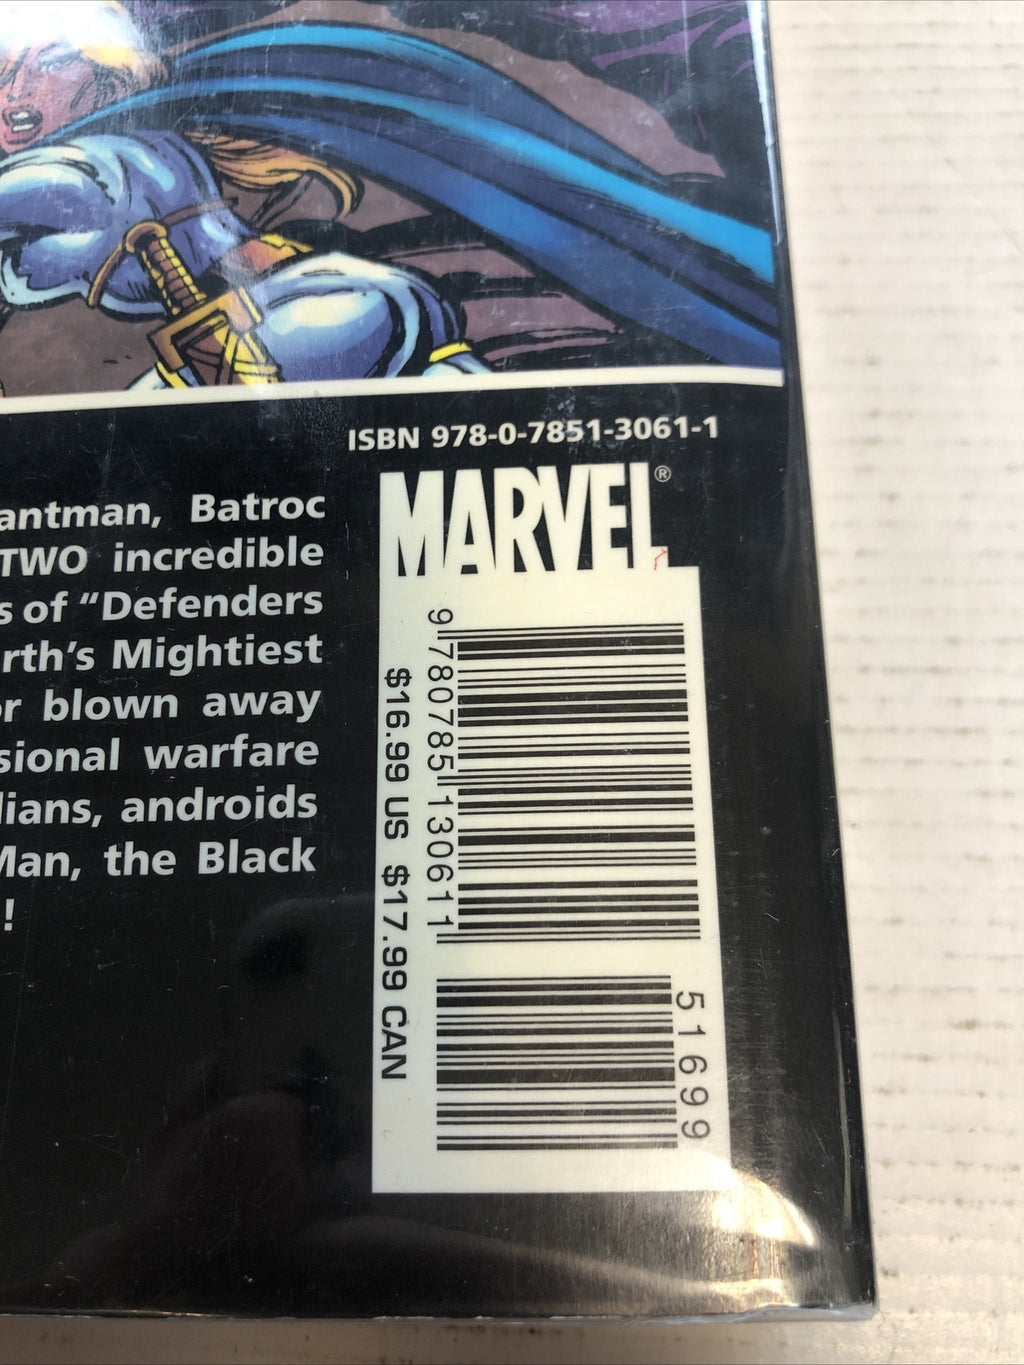 ISBN 978-0-7851-3061-1
MARVEL®
antman, Batroc
TWO incredible
s of “Defenders
rth’s Mightiest
or blown away
sional warfare
lians, androids
Man, the Black
!
9 780785 130611
$16.99 US $17.99 CAN
51699